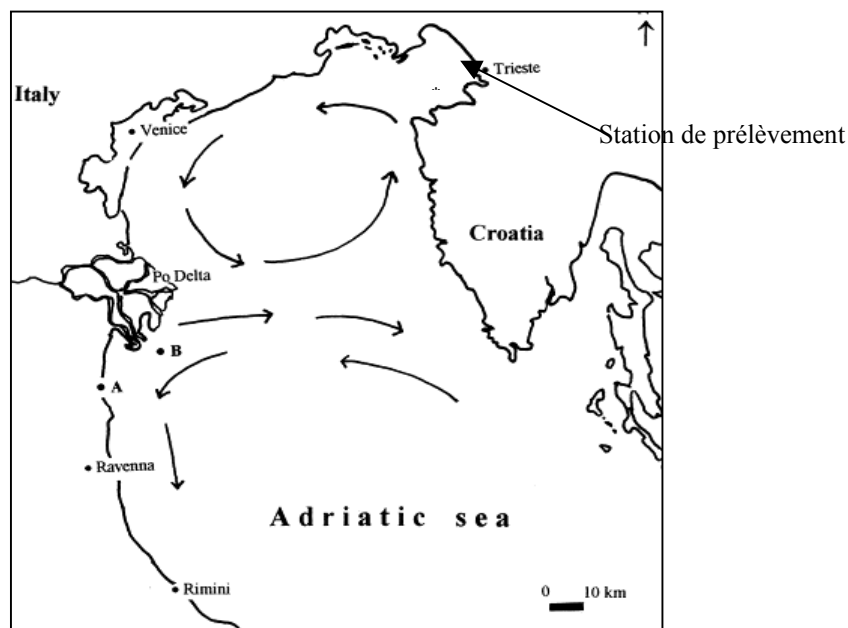 Trieste
Italy
Venice
Station de prélèvement
Croatia
Po Delta
B
A
Ravenna
Adriatic sea
Rimini
0 10 km